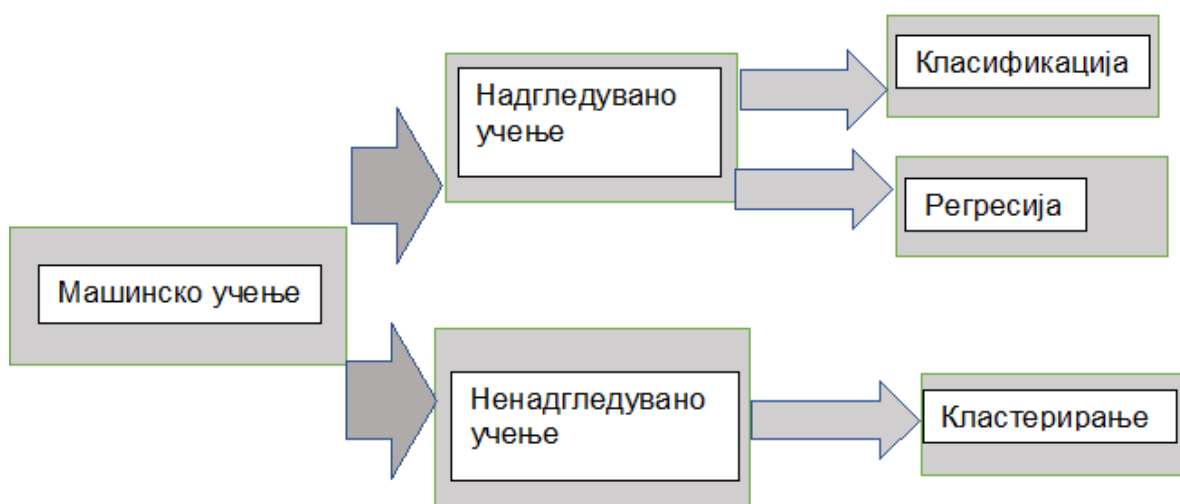 Машинско учење
Надгледувано
учење
Класификација
Регресија
Ненадгледувано
учење
Кластерирање